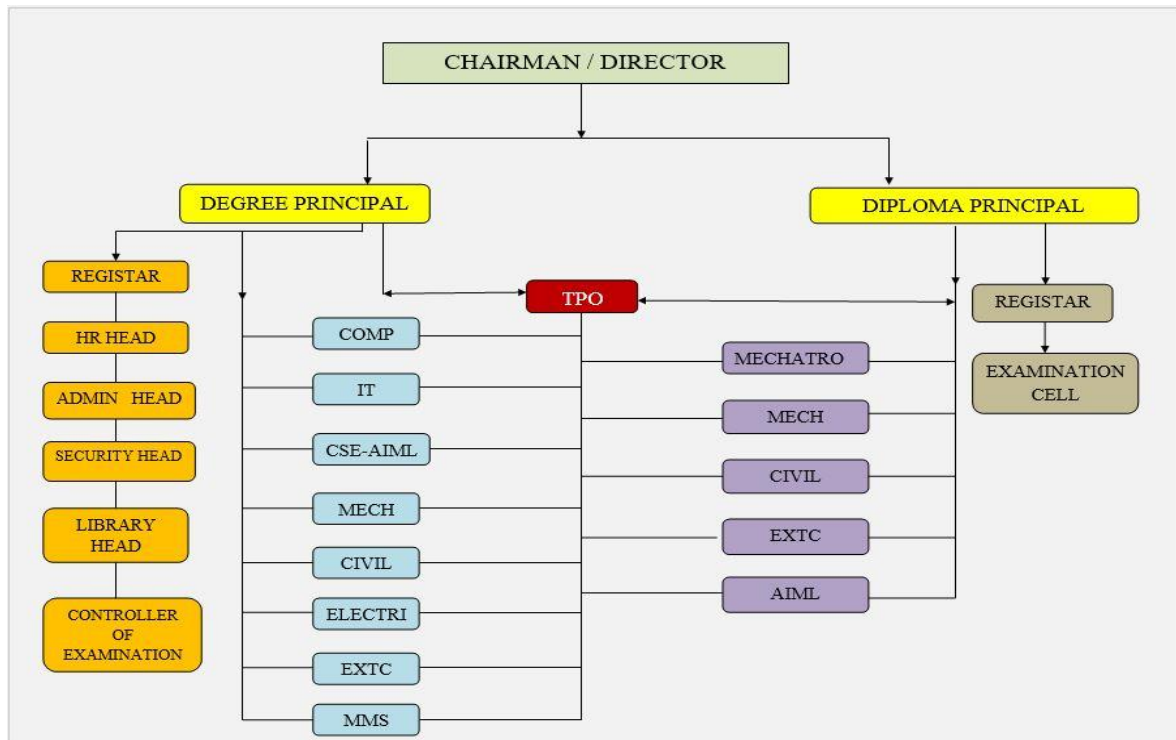 CHAIRMAN / DIRECTOR
DEGREE PRINCIPAL
DIPLOMA PRINCIPAL
REGISTAR
HR HEAD
ADMIN HEAD
SECURITY HEAD
LIBRARY
HEAD
CONTROLLER
OF
EXAMINATION
COMP
IT
CSE-AIML
MECH
CIVIL
ELECTRI
EXTC
MMS
TPO
MECHATRO
MECH
CIVIL
EXTC
AIML
REGISTAR
EXAMINATION
CELL